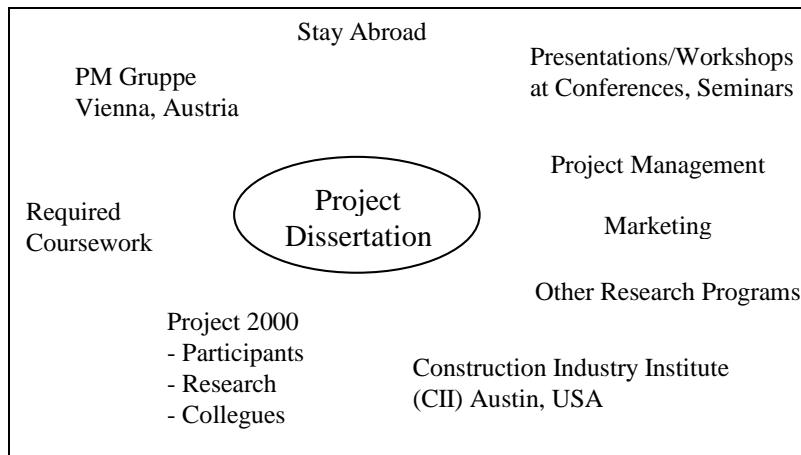 Stay Abroad
Presentations/Workshops
at Conferences, Seminars
PM Gruppe
Vienna, Austria
Project Management
Project
Dissertation
Required
Coursework
Marketing
Other Research Programs
Project 2000
- Participants
- Research
- Collegues
Construction Industry Institute
(CII) Austin, USA